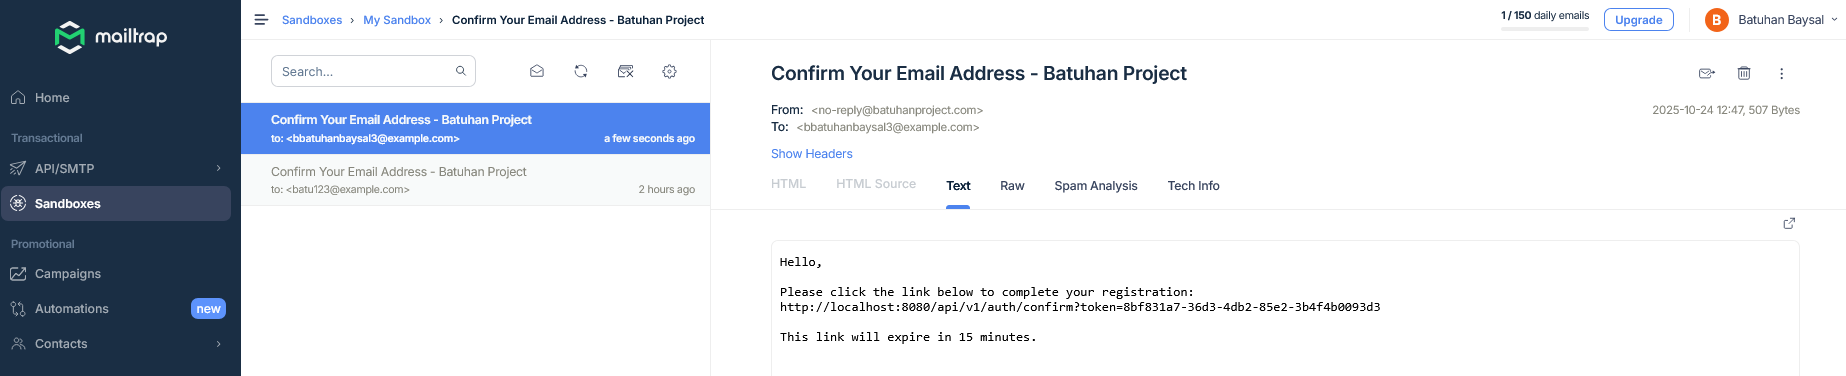 mailtrap
Home
Transactional
API/SMTP
Sandboxes
Promotional
Campaigns
Automations new
Contacts
Sandboxes › My Sandbox › Confirm Your Email Address - Batuhan Project
1 / 150 daily emails
Upgrade
B Batuhan Baysal
Search...
Confirm Your Email Address - Batuhan Project
to: <bbatuhanbaysal3@example.com> a few seconds ago
Confirm Your Email Address - Batuhan Project
to: <batu123@example.com> 2 hours ago
Confirm Your Email Address - Batuhan Project
From: <no-reply@batuhanproject.com> 2025-10-24 12:47, 507 Bytes
To: <bbatuhanbaysal3@example.com>
Show Headers
HTML HTML Source Text Raw Spam Analysis Tech Info
Hello,
Please click the link below to complete your registration:
http://localhost:8080/api/v1/auth/confirm?token=8bf831a7-36d3-4db2-85e2-3b4f4b0093d3
This link will expire in 15 minutes.